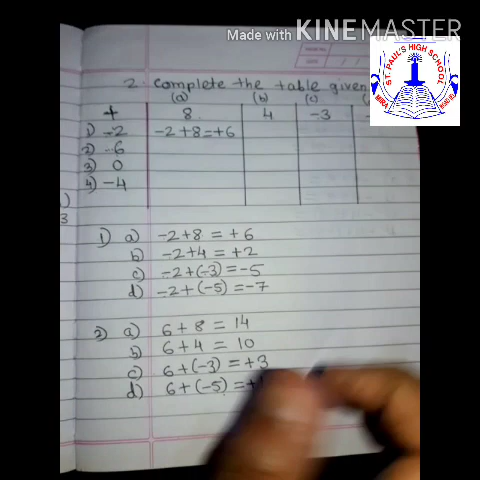 Made with KINEMASTER
ST. PAUL'S HIGH SCHOOL
2. complete the table given
(a) (b) (c)
+ 8 4 -3
1) -2 -2+8=+6
2) -6
3) 0
4) -4
3
1) a) -2+8 = +6
b) -2+4 = +2
c) -2+(-3) = -5
d) -2+(-5) = -7
2) a) 6+8 = 14
b) 6+4 = 10
c) 6+(-3) = +3
d) 6+(-5) = +